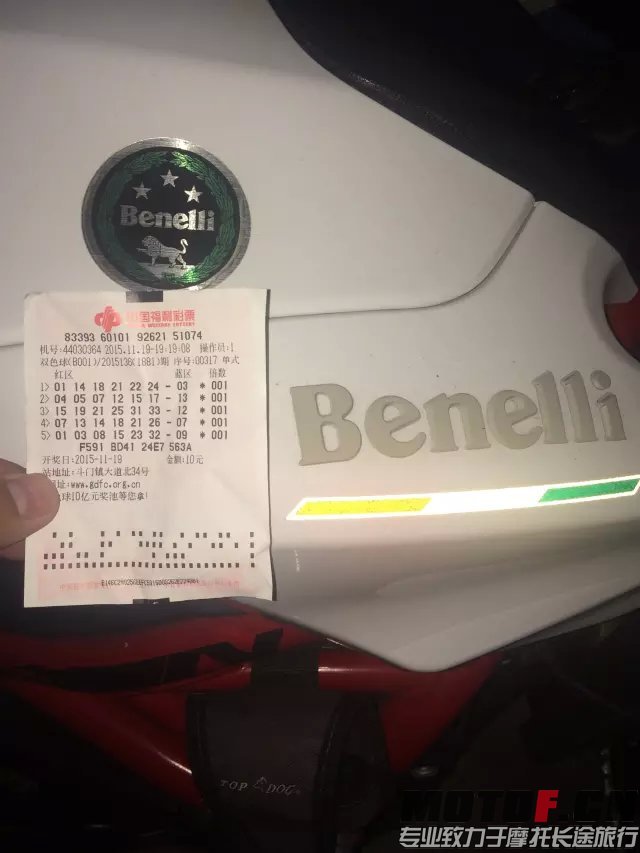 Benelli
中国福利彩票
83393 60101 92621 51074
机号:44030364 2015.11.19-19:19:08 操作员:1
双色球(B001)/2015136(1881)期 序号:00317 单式
红区 蓝区 倍数
1> 01 14 18 21 22 24 - 03 * 001
2> 04 05 07 12 15 17 - 13 * 001
3> 15 19 21 25 31 33 - 12 * 001
4> 07 13 14 18 21 26 - 07 * 001
5> 01 03 08 15 23 32 - 09 * 001
F591 BD41 24E7 563A
开奖日:2015-11-19 金额:10元
站地址:斗门镇大道北34号
www.gdfc.org.cn
球10亿元奖池等您拿!
Benelli
TOP DOG
MOTOF.CN
专业致力于摩托长途旅行